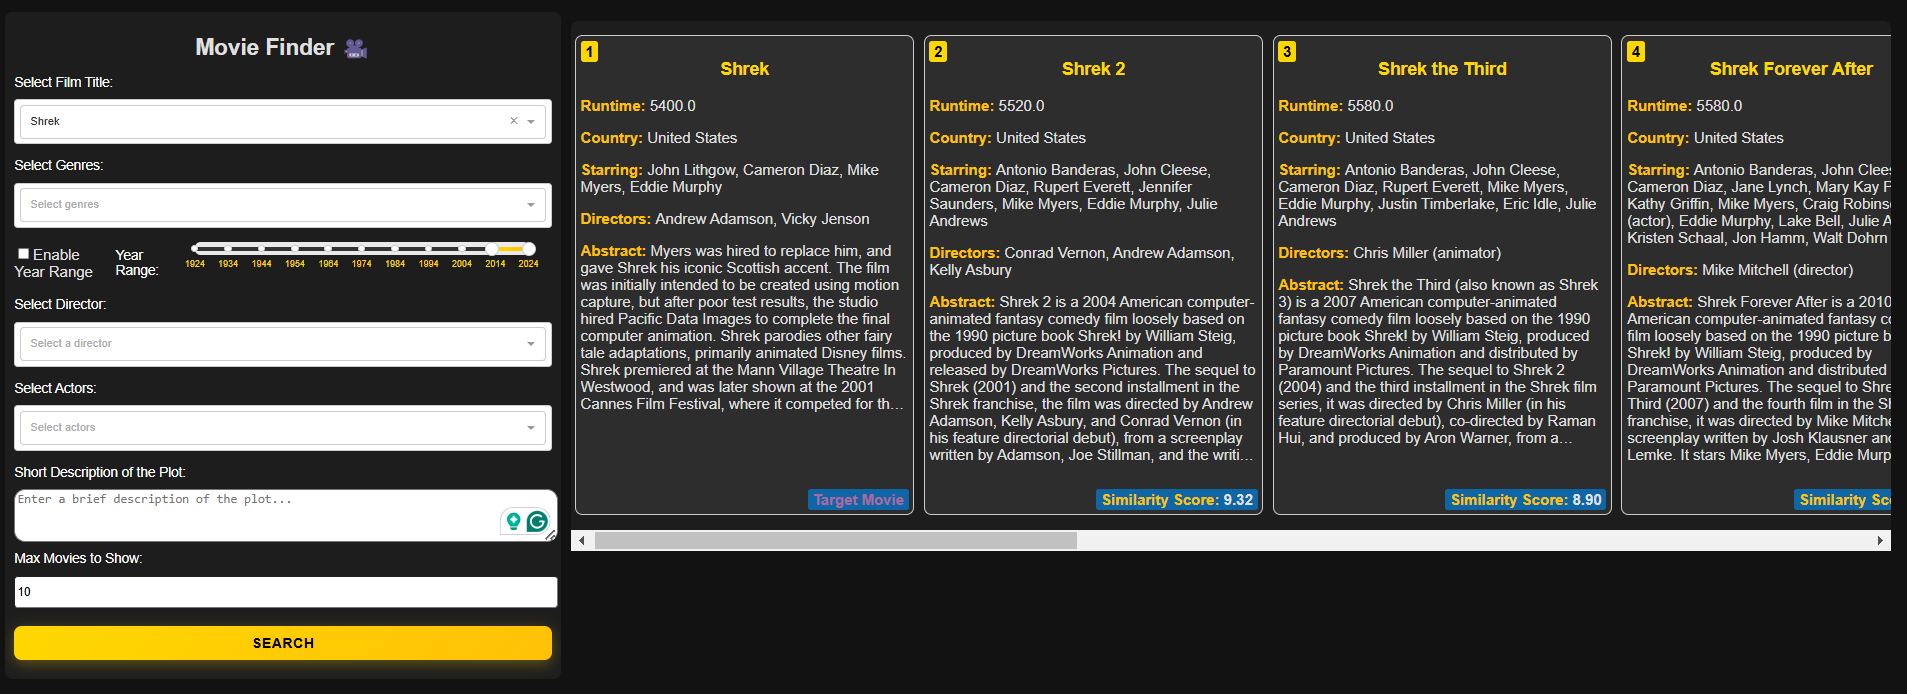 Movie Finder
Select Film Title:
Shrek
Select Genres:
Select genres
Enable
Year Range
Year
Range:
1924 1934 1944 1954 1964 1974 1984 1994 2004 2014 2024
Select Director:
Select a director
Select Actors:
Select actors
Short Description of the Plot:
Enter a brief description of the plot...
Max Movies to Show:
10
SEARCH
1
Shrek
Runtime: 5400.0
Country: United States
Starring: John Lithgow, Cameron Diaz, Mike
Myers, Eddie Murphy
Directors: Andrew Adamson, Vicky Jenson
Abstract: Myers was hired to replace him, and
gave Shrek his iconic Scottish accent. The film
was initially intended to be created using motion
capture, but after poor test results, the studio
hired Pacific Data Images to complete the final
computer animation. Shrek parodies other fairy
tale adaptations, primarily animated Disney films.
Shrek premiered at the Mann Village Theatre In
Westwood, and was later shown at the 2001
Cannes Film Festival, where it competed for th...
Target Movie
2
Shrek 2
Runtime: 5520.0
Country: United States
Starring: Antonio Banderas, John Cleese,
Cameron Diaz, Rupert Everett, Jennifer
Saunders, Mike Myers, Eddie Murphy, Julie
Andrews
Directors: Conrad Vernon, Andrew Adamson,
Kelly Asbury
Abstract: Shrek 2 is a 2004 American computer-
animated fantasy comedy film loosely based on
the 1990 picture book Shrek! by William Steig,
produced by DreamWorks Animation and
released by DreamWorks Pictures. The sequel to
Shrek (2001) and the second installment in the
Shrek franchise, the film was directed by Andrew
Adamson, Kelly Asbury, and Conrad Vernon (in
his feature directorial debut), from a screenplay
written by Adamson, Joe Stillman, and the writi...
Similarity Score: 9.32
3
Shrek the Third
Runtime: 5580.0
Country: United States
Starring: Antonio Banderas, John Cleese,
Cameron Diaz, Rupert Everett, Mike Myers,
Eddie Murphy, Justin Timberlake, Eric Idle, Julie
Andrews
Directors: Chris Miller (animator)
Abstract: Shrek the Third (also known as Shrek
3) is a 2007 American computer-animated
fantasy comedy film loosely based on the 1990
picture book Shrek! by William Steig, produced
by DreamWorks Animation and distributed by
Paramount Pictures. The sequel to Shrek 2
(2004) and the third installment in the Shrek film
series, it was directed by Chris Miller (in his
feature directorial debut), co-directed by Raman
Hui, and produced by Aron Warner, from a...
Similarity Score: 8.90
4
Shrek Forever After
Runtime: 5580.0
Country: United States
Starring: Antonio Banderas, John
Cameron Diaz, Jane Lynch, Mary Kay
Kathy Griffin, Mike Myers, Craig
(actor), Eddie Murphy, Lake Bell, Julie
Kristen Schaal, Jon Hamm, Walt Dohrn
Directors: Mike Mitchell (director)
Abstract: Shrek Forever After is a 2010
American computer-animated fantasy
film loosely based on the 1990 picture
Shrek! by William Steig, produced by
DreamWorks Animation and distributed
Paramount Pictures. The sequel to
Third (2007) and the fourth film in the
franchise, it was directed by Mike
screenplay written by Josh Klausner
Lemke. It stars Mike Myers, Eddie
Similarity